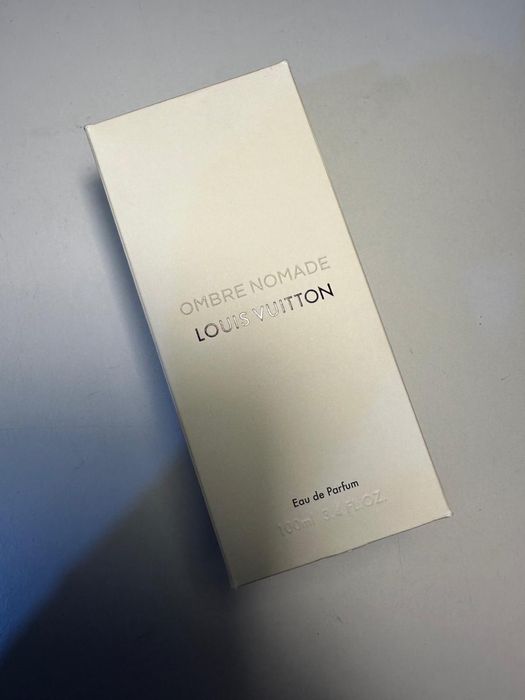 OMBRE NOMADE
LOUIS VUITTON
Eau de Parfum
100ml 3.4 FL.OZ.